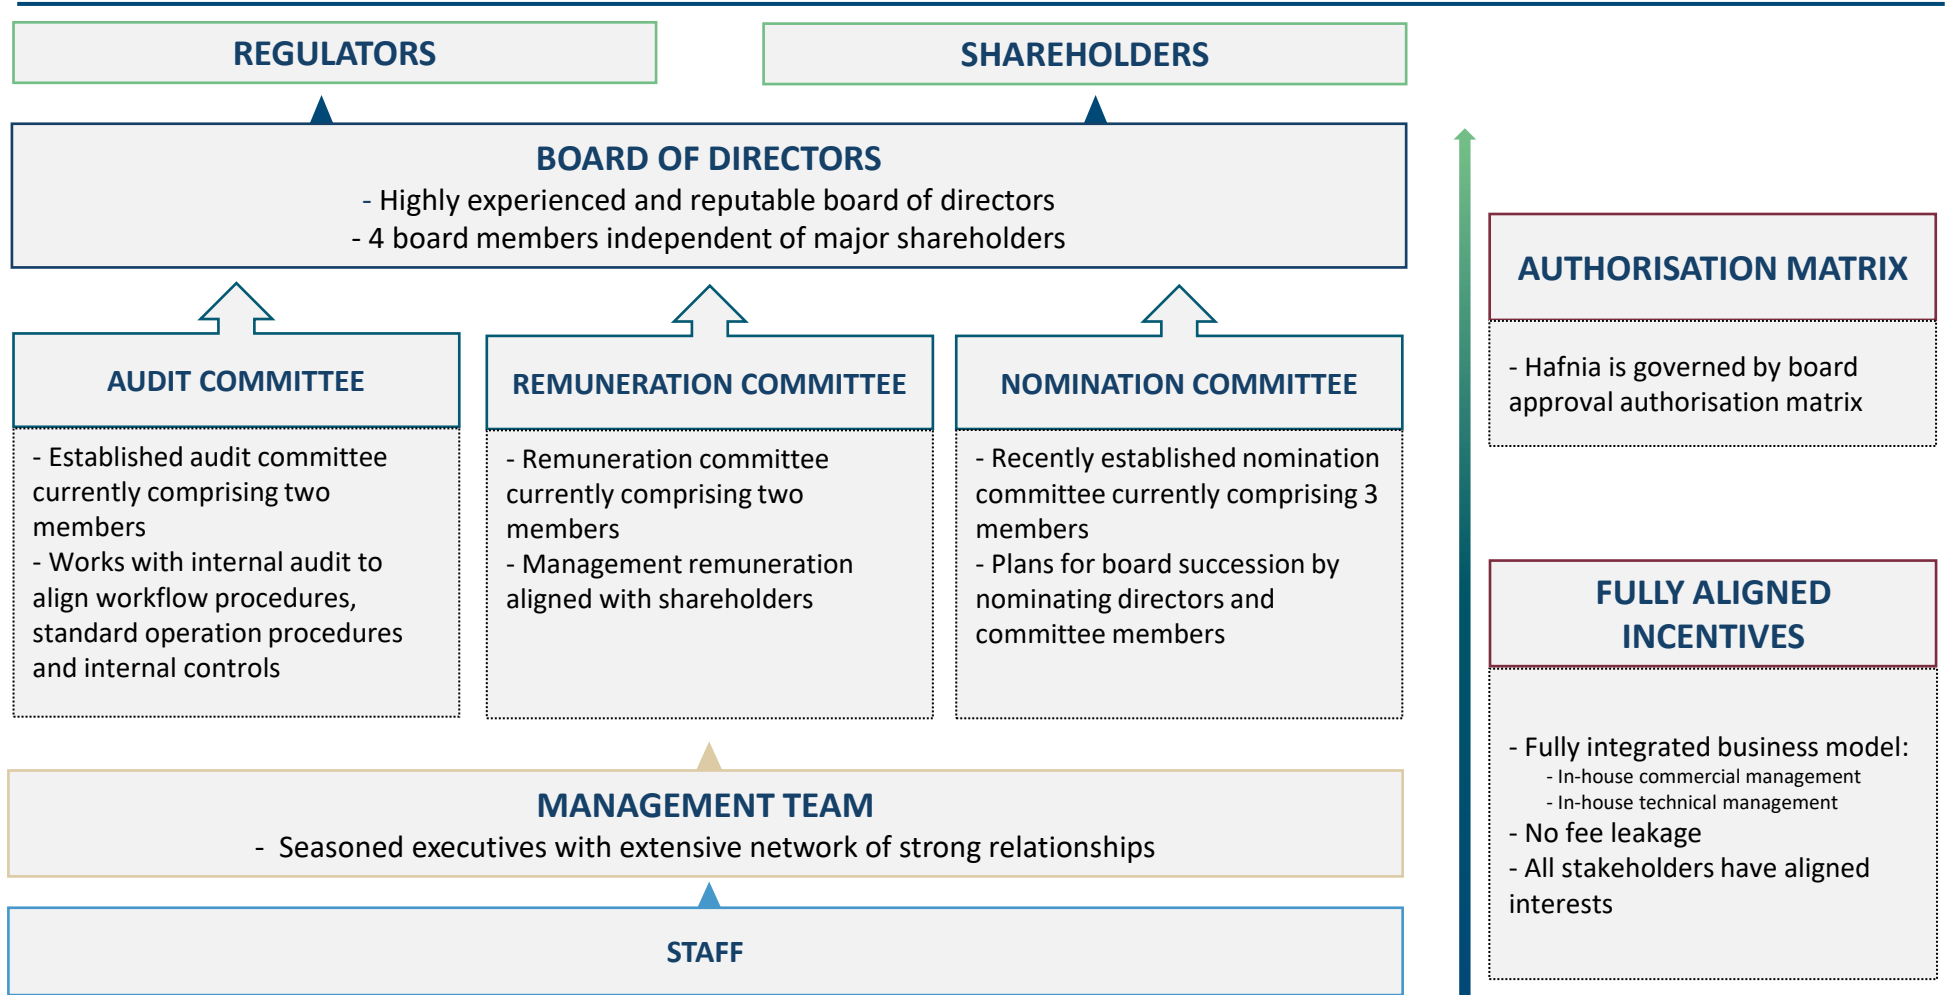 REGULATORS
SHAREHOLDERS
BOARD OF DIRECTORS
- Highly experienced and reputable board of directors
- 4 board members independent of major shareholders
AUDIT COMMITTEE
- Established audit committee
currently comprising two
members
- Works with internal audit to
align workflow procedures,
standard operation procedures
and internal controls
REMUNERATION COMMITTEE
- Remuneration committee
currently comprising two
members
- Management remuneration
aligned with shareholders
NOMINATION COMMITTEE
- Recently established nomination
committee currently comprising 3
members
- Plans for board succession by
nominating directors and
committee members
MANAGEMENT TEAM
- Seasoned executives with extensive network of strong relationships
STAFF
AUTHORISATION MATRIX
- Hafnia is governed by board
approval authorisation matrix
FULLY ALIGNED
INCENTIVES
- Fully integrated business model:
- In-house commercial management
- In-house technical management
- No fee leakage
- All stakeholders have aligned
interests